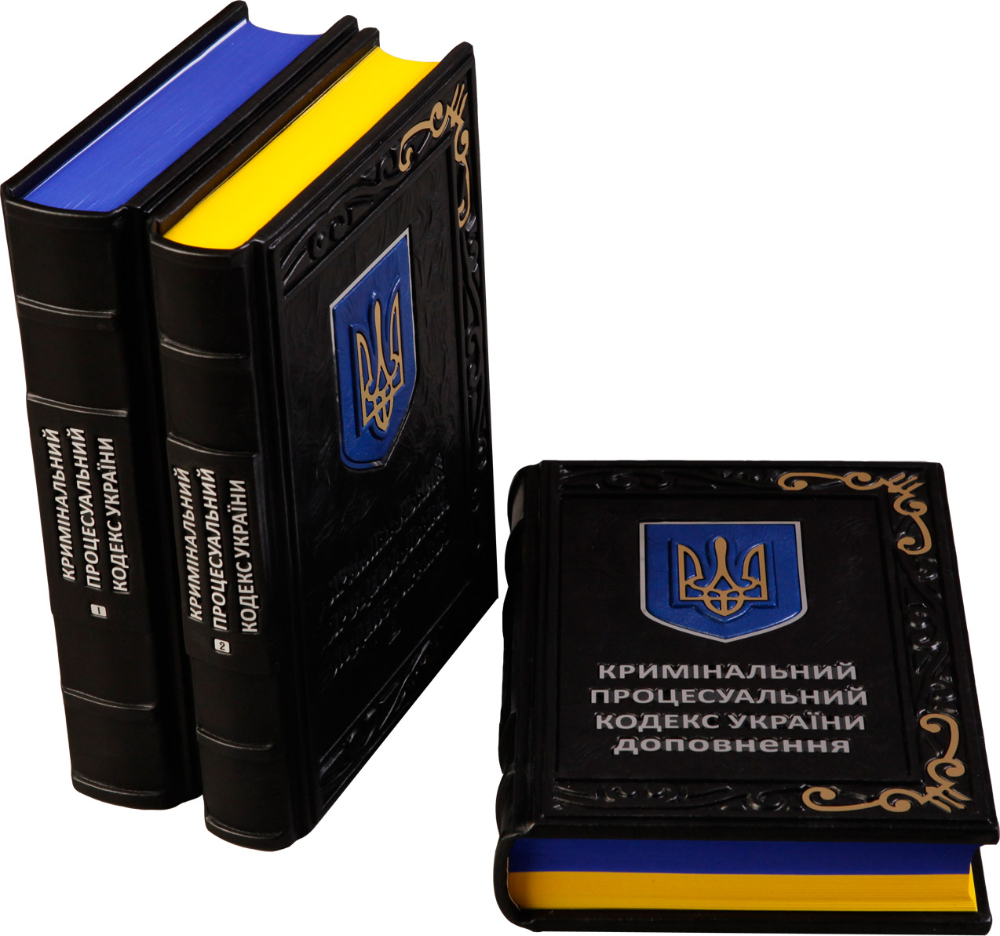 КРИМІНАЛЬНИЙ
ПРОЦЕСУАЛЬНИЙ
КОДЕКС УКРАЇНИ
1
КРИМІНАЛЬНИЙ
ПРОЦЕСУАЛЬНИЙ
КОДЕКС УКРАЇНИ
2
КРИМІНАЛЬНИЙ
ПРОЦЕСУАЛЬНИЙ
КОДЕКС УКРАЇНИ
ДОПОВНЕННЯ